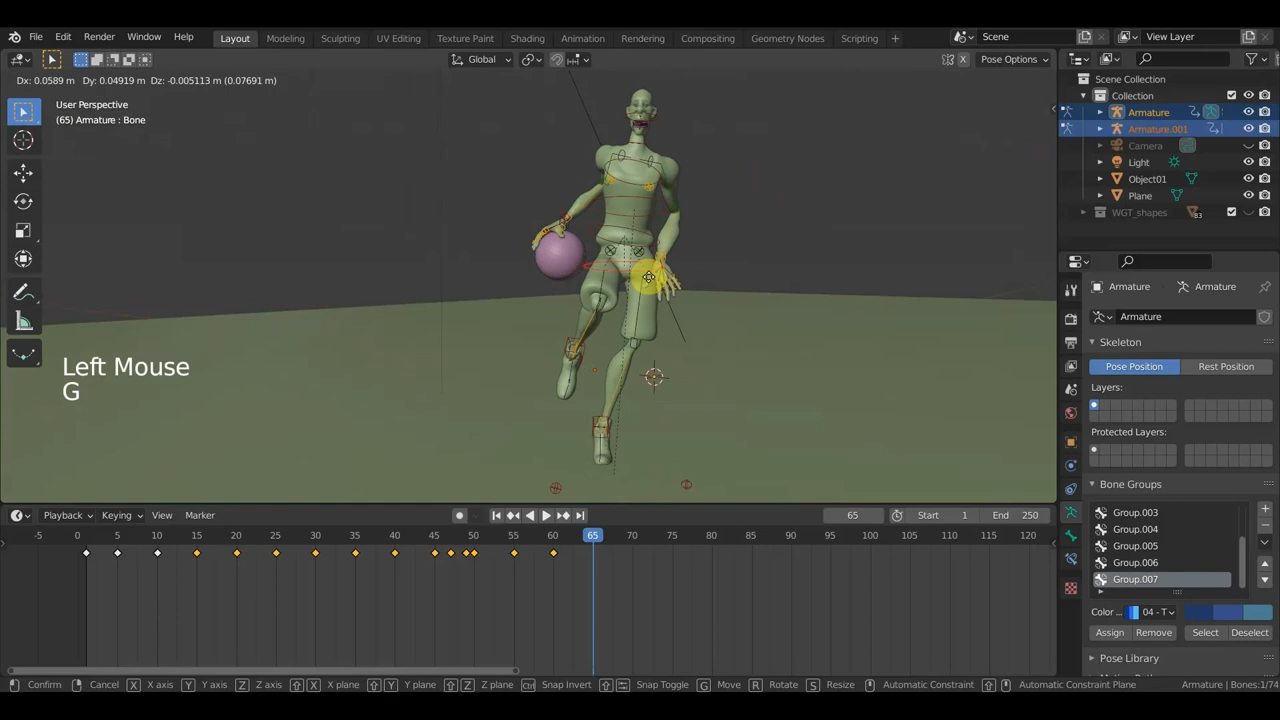 File Edit Render Window Help Layout Modeling Sculpting UV Editing Texture Paint Shading Animation Rendering Compositing Geometry Nodes Scripting + Scene View Layer
Global Pose Options
Dx: 0.0589 m Dy: 0.04919 m Dz: -0.005113 m (0.07691 m)
Scene Collection
Collection
User Perspective
(65) Armature : Bone
Armature
Armature.001
Camera
Light
Object01
Plane
WGT_shapes 83
Armature Armature
Armature
Skeleton
Pose Position Rest Position
Layers:
Protected Layers:
Left Mouse
G
Bone Groups
Group.003
Group.004
Group.005
Group.006
Group.007
Color ... 04 - T
Assign Remove Select Deselect
Pose Library
Playback Keying View Marker 65 Start 1 End 250
-5 0 5 10 15 20 25 30 35 40 45 50 55 60 65 70 75 80 85 90 95 100 105 110 115 120
Confirm Cancel X X axis Y Y axis Z Z axis X X plane Y Y plane Z Z plane Ctrl Snap Invert Snap Toggle G Move R Rotate S Resize Automatic Constraint Automatic Constraint Plane Armature | Bones:1/74